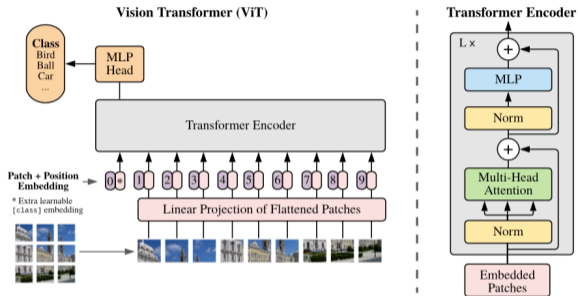 Vision Transformer (ViT)
Class
Bird
Ball
Car
...
MLP
Head
Transformer Encoder
Patch + Position
Embedding
* Extra learnable
[class] embedding
0 * 1 2 3 4 5 6 7 8 9
Linear Projection of Flattened Patches
Transformer Encoder
L ×
+
MLP
Norm
+
Multi-Head
Attention
Norm
Embedded
Patches